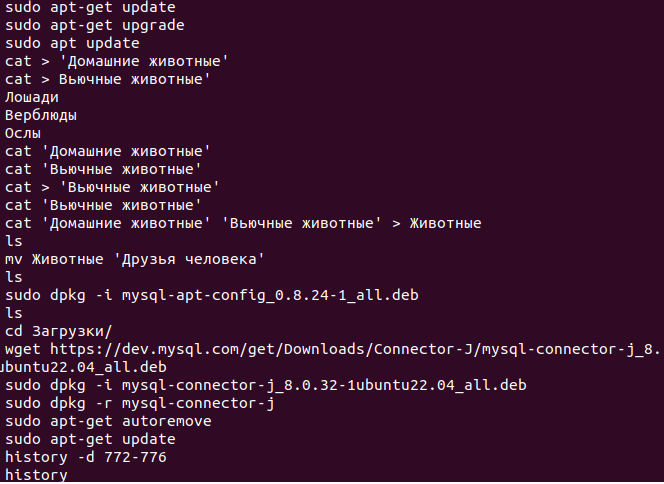 sudo apt-get update
sudo apt-get upgrade
sudo apt update
cat > 'Домашние животные'
cat > Вьючные животные'
Лошади
Верблюды
Ослы
cat 'Домашние животные'
cat 'Вьючные животные'
cat > 'Вьючные животные'
cat 'Вьючные животные'
cat 'Домашние животные' 'Вьючные животные' > Животные
ls
mv Животные 'Друзья человека'
ls
sudo dpkg -i mysql-apt-config_0.8.24-1_all.deb
ls
cd Загрузки/
wget https://dev.mysql.com/get/Downloads/Connector-J/mysql-connector-j_8.
ubuntu22.04_all.deb
sudo dpkg -i mysql-connector-j_8.0.32-1ubuntu22.04_all.deb
sudo dpkg -r mysql-connector-j
sudo apt-get autoremove
sudo apt-get update
history -d 772-776
history